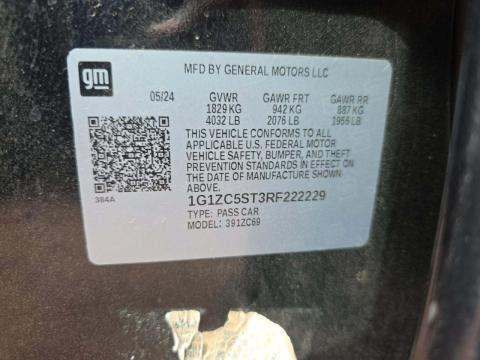 gm
MFD BY GENERAL MOTORS LLC
05/24 GVWR GAWR FRT GAWR RR
1829 KG 942 KG 887 KG
4032 LB 2076 LB 1956 LB
THIS VEHICLE CONFORMS TO ALL
APPLICABLE U.S. FEDERAL MOTOR
VEHICLE SAFETY, BUMPER, AND THEFT
PREVENTION STANDARDS IN EFFECT ON
THE DATE OF MANUFACTURE SHOWN
ABOVE.
384A
1G1ZC5ST3RF222229
TYPE: PASS CAR
MODEL: 391ZC69